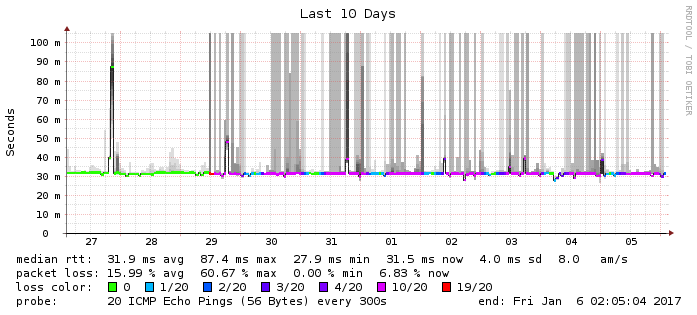 Last 10 Days
RRDTOOL / TOBI OETIKER
Seconds
100 m
90 m
80 m
70 m
60 m
50 m
40 m
30 m
20 m
10 m
0
27 28 29 30 31 01 02 03 04 05
median rtt: 31.9 ms avg 87.4 ms max 27.9 ms min 31.5 ms now 4.0 ms sd 8.0 am/s
packet loss: 15.99 % avg 60.67 % max 0.00 % min 6.83 % now
loss color: 0 1/20 2/20 3/20 4/20 10/20 19/20
probe: 20 ICMP Echo Pings (56 Bytes) every 300s end: Fri Jan 6 02:05:04 2017